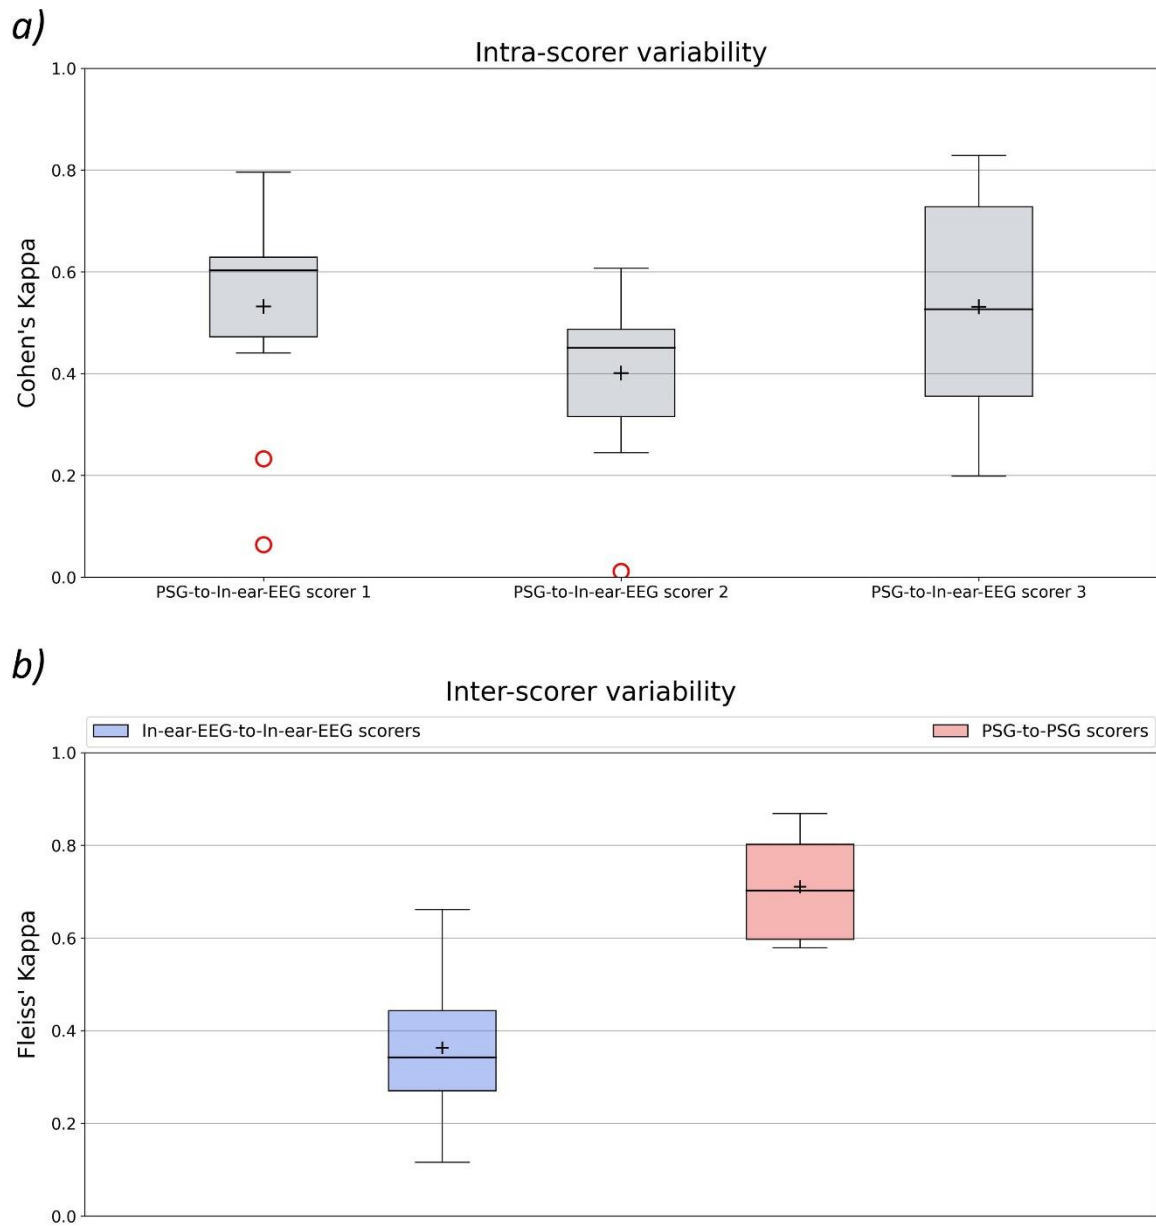 a)
Intra-scorer variability
1.0
0.8
0.6
0.4
0.2
0.0
Cohen's Kappa
PSG-to-In-ear-EEG scorer 1 PSG-to-In-ear-EEG scorer 2 PSG-to-In-ear-EEG scorer 3
b)
Inter-scorer variability
In-ear-EEG-to-In-ear-EEG scorers PSG-to-PSG scorers
1.0
0.8
0.6
0.4
0.2
0.0
Fleiss' Kappa